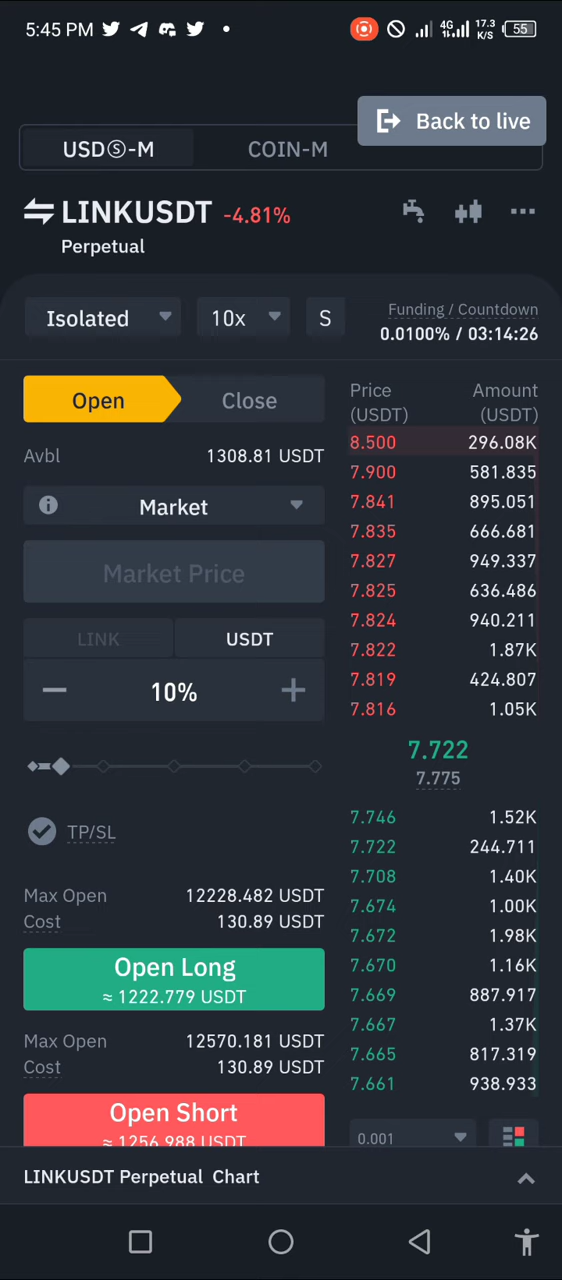 5:45 PM
4G
17.3
K/S
55
Back to live
USDⓈ-M
COIN-M
LINKUSDT -4.81%
Perpetual
Isolated
10x
S
Funding / Countdown
0.0100% / 03:14:26
Open
Close
Avbl
1308.81 USDT
Market
Market Price
LINK
USDT
10%
TP/SL
Max Open
12228.482 USDT
Cost
130.89 USDT
Open Long
≈ 1222.779 USDT
Max Open
12570.181 USDT
Cost
130.89 USDT
Open Short
≈ 1256.988 USDT
Price
(USDT)
Amount
(USDT)
8.500 296.08K
7.900 581.835
7.841 895.051
7.835 666.681
7.827 949.337
7.825 636.486
7.824 940.211
7.822 1.87K
7.819 424.807
7.816 1.05K
7.722
7.775
7.746 1.52K
7.722 244.711
7.708 1.40K
7.674 1.00K
7.672 1.98K
7.670 1.16K
7.669 887.917
7.667 1.37K
7.665 817.319
7.661 938.933
0.001
LINKUSDT Perpetual Chart